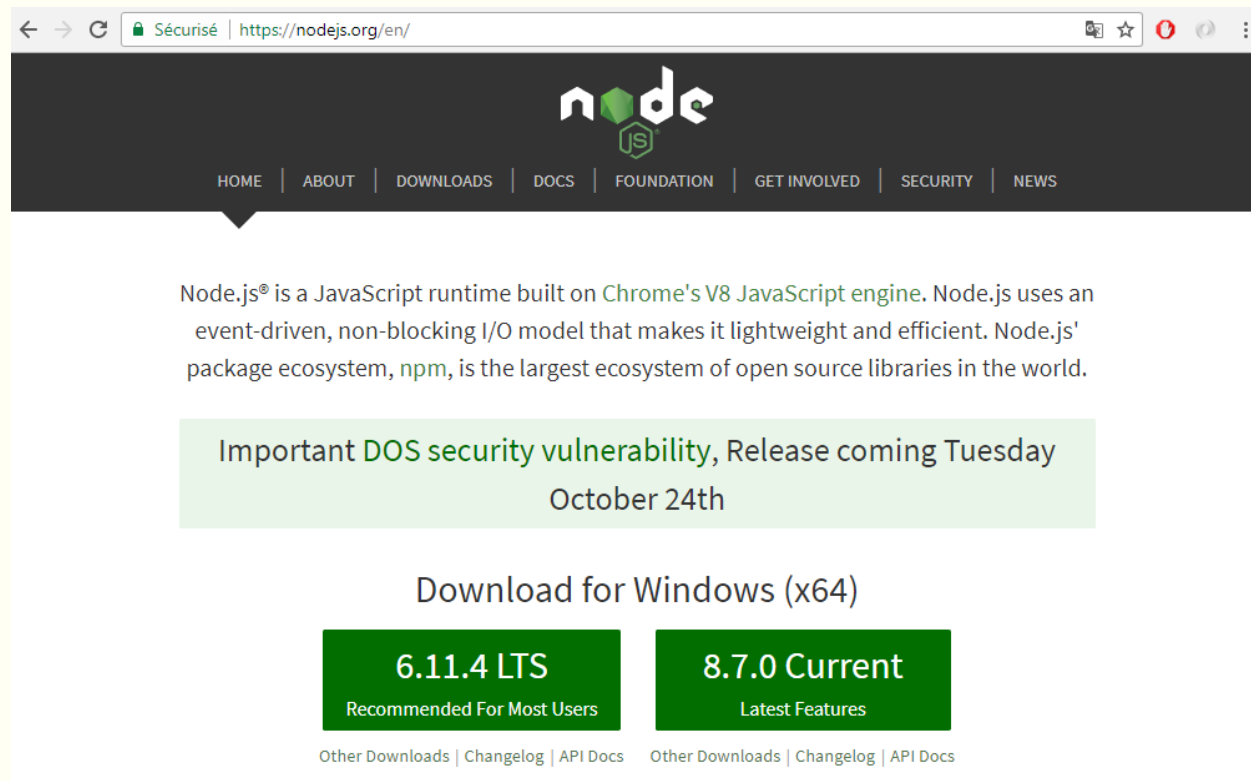 Sécurisé | https://nodejs.org/en/
node
JS
HOME | ABOUT | DOWNLOADS | DOCS | FOUNDATION | GET INVOLVED | SECURITY | NEWS
Node.js® is a JavaScript runtime built on Chrome's V8 JavaScript engine. Node.js uses an
event-driven, non-blocking I/O model that makes it lightweight and efficient. Node.js'
package ecosystem, npm, is the largest ecosystem of open source libraries in the world.
Important DOS security vulnerability, Release coming Tuesday
October 24th
Download for Windows (x64)
6.11.4 LTS
Recommended For Most Users
8.7.0 Current
Latest Features
Other Downloads | Changelog | API Docs
Other Downloads | Changelog | API Docs